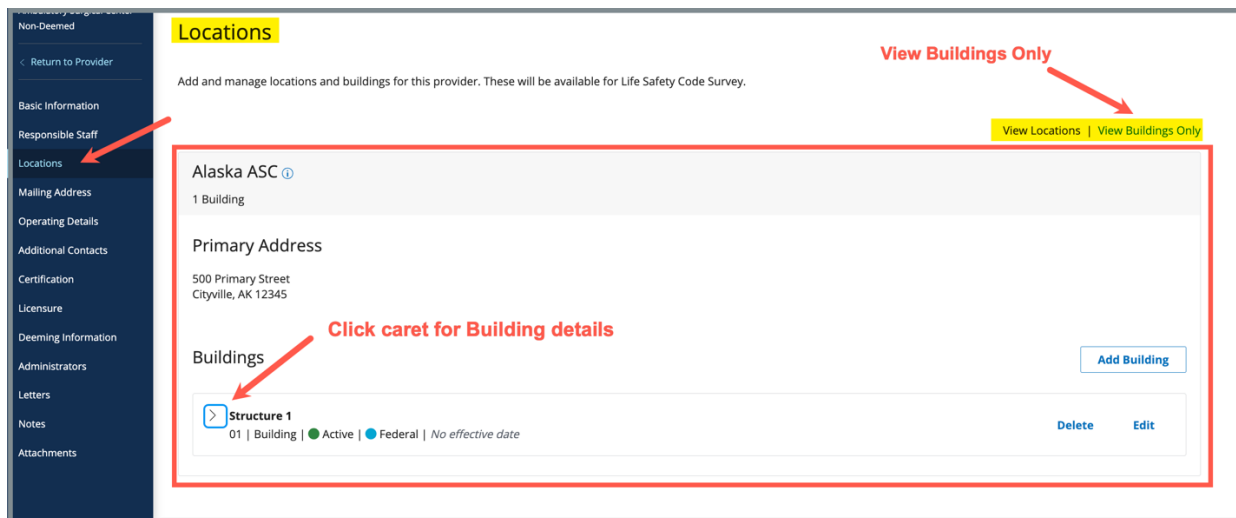 Ambulatory Surgical Center
Non-Deemed
< Return to Provider
Basic Information
Responsible Staff
Locations
Mailing Address
Operating Details
Additional Contacts
Certification
Licensure
Deeming Information
Administrators
Letters
Notes
Attachments
Locations
View Buildings Only
Add and manage locations and buildings for this provider. These will be available for Life Safety Code Survey.
View Locations | View Buildings Only
Alaska ASC
1 Building
Primary Address
500 Primary Street
Cityville, AK 12345
Click caret for Building details
Buildings
Add Building
Structure 1
01 | Building | Active | Federal | No effective date
Delete Edit